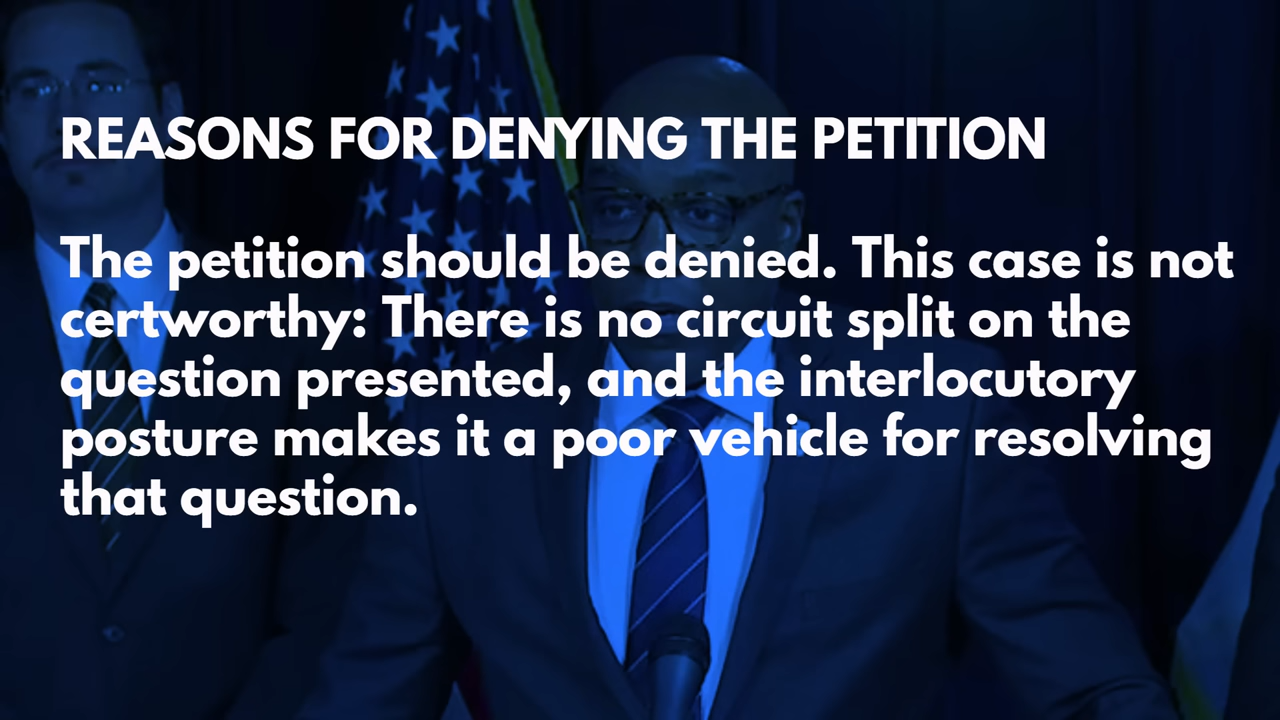 REASONS FOR DENYING THE PETITION
The petition should be denied. This case is not
certworthy: There is no circuit split on the
question presented, and the interlocutory
posture makes it a poor vehicle for resolving
that question.